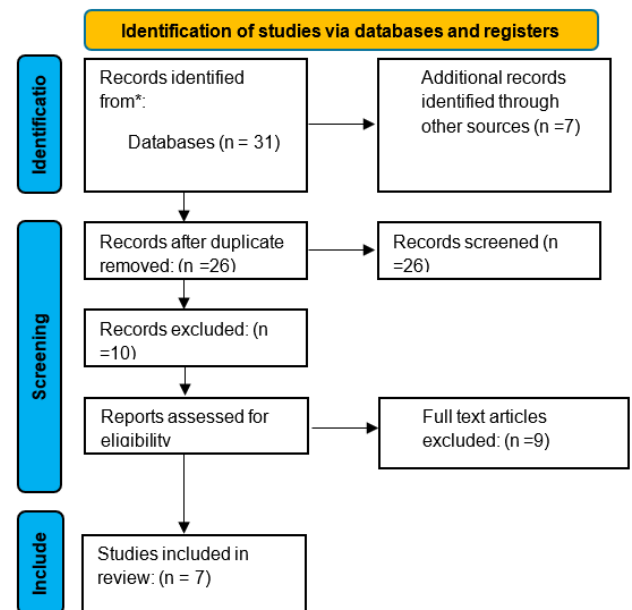 Identification of studies via databases and registers
Identificatio
Records identified
from*:
Databases (n = 31)
Additional records
identified through
other sources (n =7)
Screening
Records after duplicate
removed: (n =26)
Records screened (n
=26)
Records excluded: (n
=10)
Reports assessed for
eligibility
Full text articles
excluded: (n =9)
Include
Studies included in
review: (n = 7)